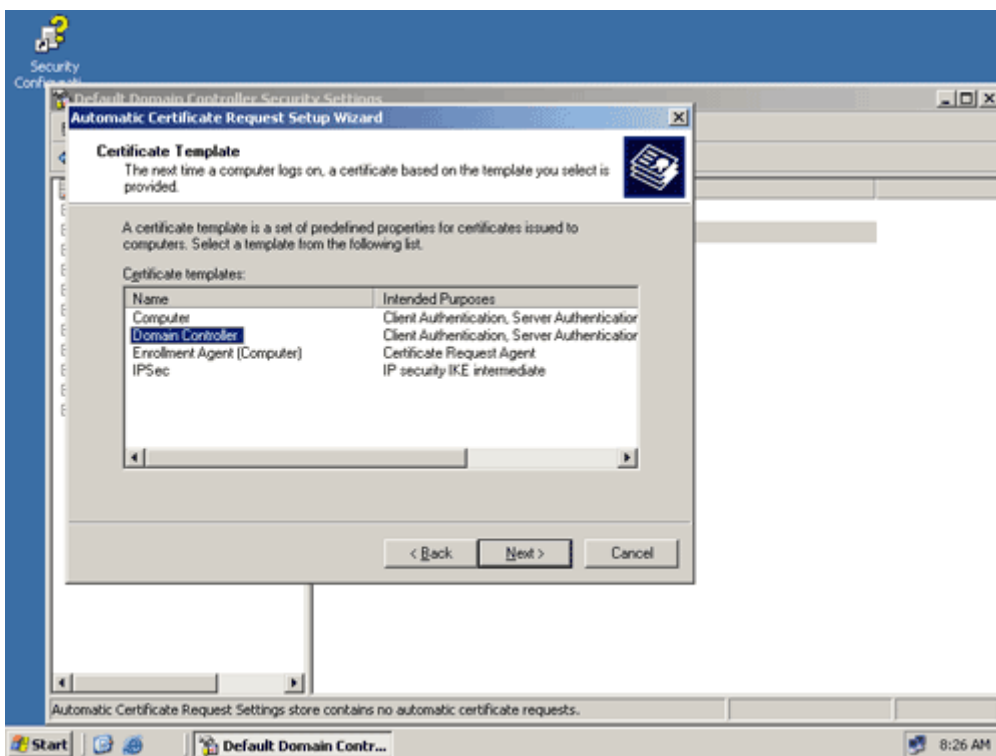 Security
Default Domain Controller Security Settings
Automatic Certificate Request Setup Wizard
Certificate Template
The next time a computer logs on, a certificate based on the template you select is
provided.
A certificate template is a set of predefined properties for certificates issued to
computers. Select a template from the following list.
Certificate templates:
Name Intended Purposes
Computer Client Authentication, Server Authentication
Domain Controller Client Authentication, Server Authentication
Enrollment Agent (Computer) Certificate Request Agent
IPSec IP security IKE intermediate
< Back Next > Cancel
Automatic Certificate Request Settings store contains no automatic certificate requests.
Start Default Domain Contr... 8:26 AM